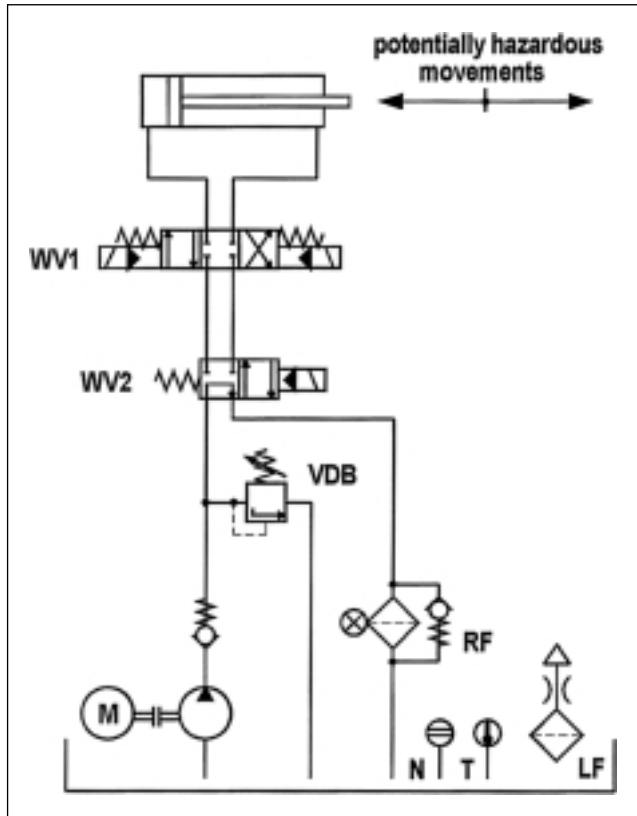 potentially hazardous
movements
WV1
WV2
VDB
RF
M
N T LF